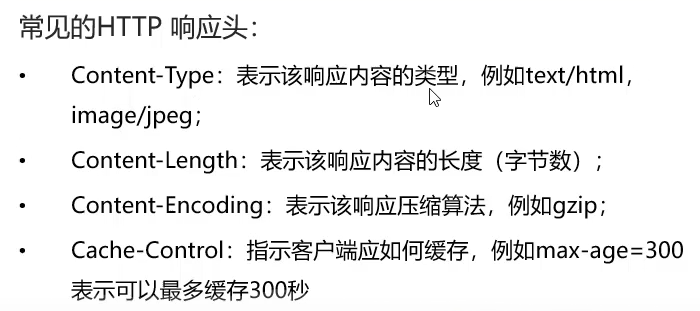 常见的HTTP 响应头：
• Content-Type：表示该响应内容的类型，例如text/html，
image/jpeg；
• Content-Length：表示该响应内容的长度（字节数）；
• Content-Encoding：表示该响应压缩算法，例如gzip；
• Cache-Control：指示客户端应如何缓存，例如max-age=300
表示可以最多缓存300秒